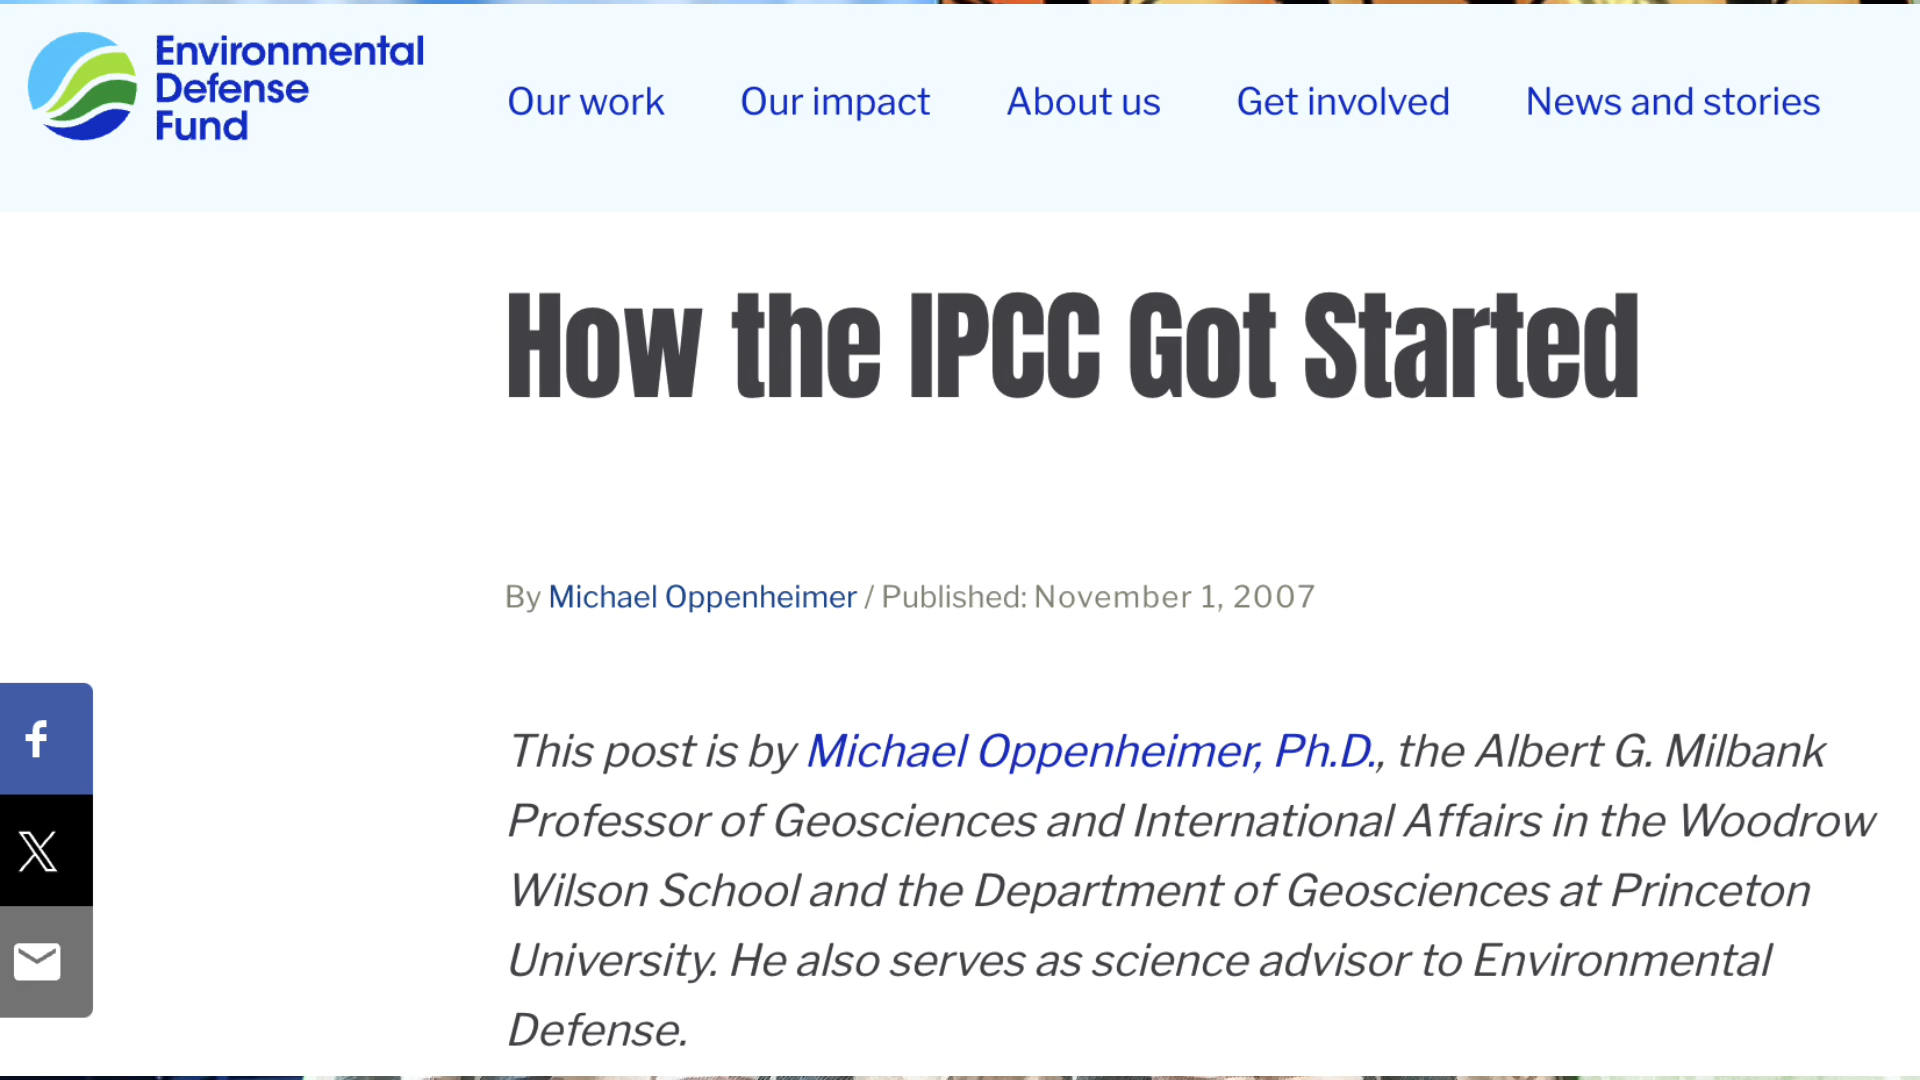 Environmental
Defense
Fund
Our work
Our impact
About us
Get involved
News and stories
How the IPCC Got Started
By Michael Oppenheimer / Published: November 1, 2007
This post is by Michael Oppenheimer, Ph.D., the Albert G. Milbank
Professor of Geosciences and International Affairs in the Woodrow
Wilson School and the Department of Geosciences at Princeton
University. He also serves as science advisor to Environmental
Defense.